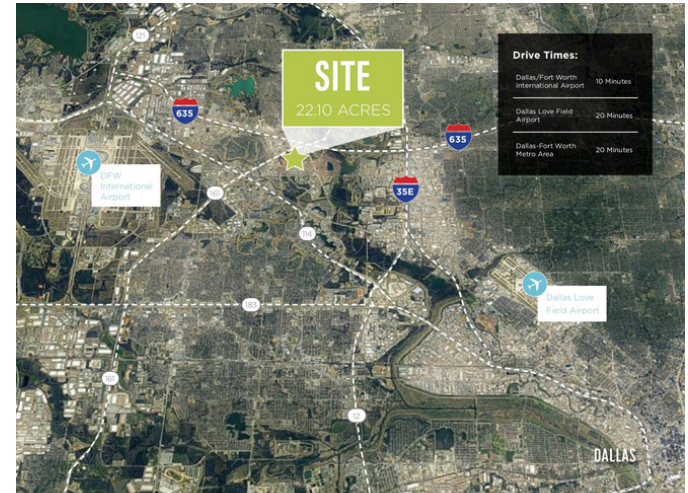 121
SITE
22.10 ACRES
Drive Times:
Dallas/Fort Worth
International Airport
10 Minutes
Dallas Love Field
Airport
20 Minutes
Dallas-Fort Worth
Metro Area
20 Minutes
635
635
DFW
International
Airport
161
35E
114
Dallas Love
Field Airport
183
161
12
DALLAS